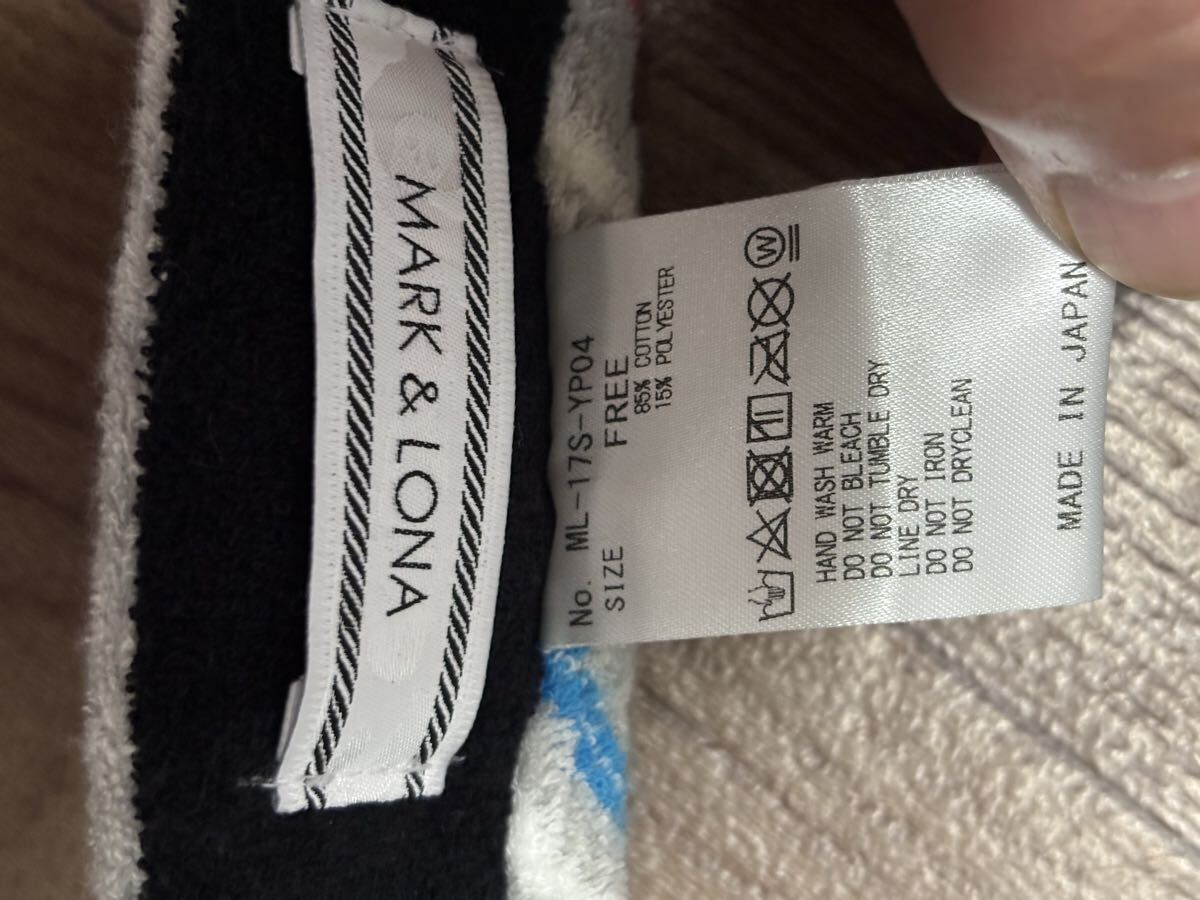 MARK & LONA
No. ML-17S-YP04
SIZE FREE
85% COTTON
15% POLYESTER
W
HAND WASH WARM
DO NOT BLEACH
DO NOT TUMBLE DRY
LINE DRY
DO NOT IRON
DO NOT DRYCLEAN
MADE IN JAPAN